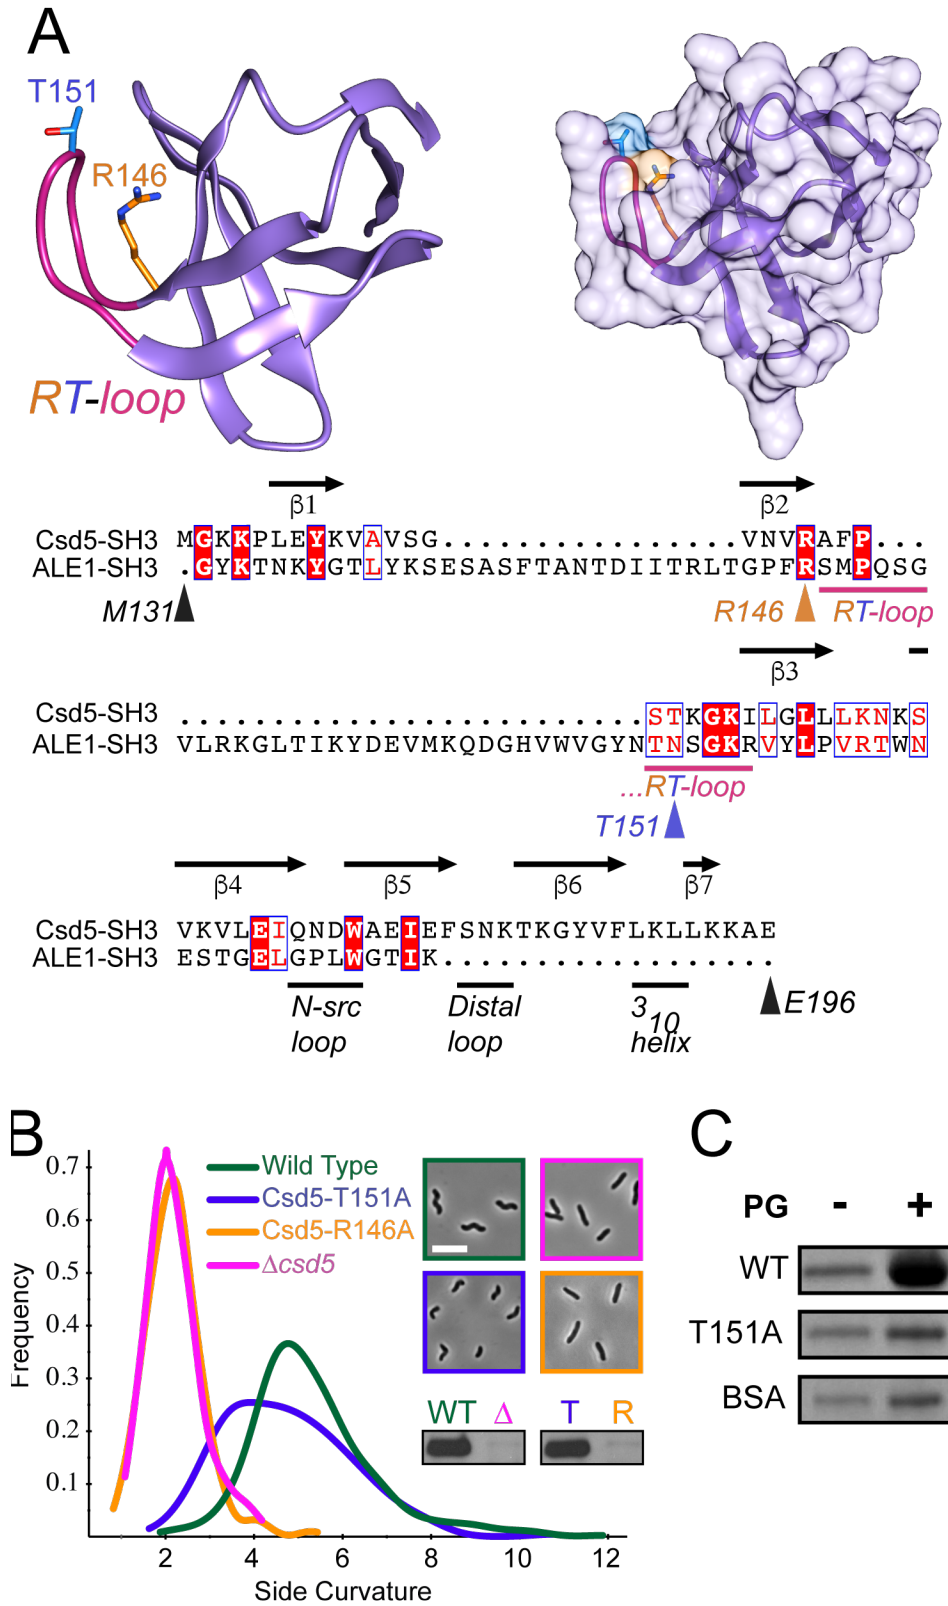 A
T151
R146
RT-loop
β1
β2
Csd5-SH3 MGKKPLEYKVAVSG................VNVRAFP...
ALE1-SH3 .GYKTNKYGTLYKSESASFTANTDIITRLTGPFRSMPQSG
M131
R146
RT-loop
β3
Csd5-SH3 .........................STKGKILGLLLKNKS
ALE1-SH3 VLRKGLTIKYDEVMKQDGHVWVGYNTNSGKRVYLPVRTWN
...RT-loop
T151
β4
β5
β6
β7
Csd5-SH3 VKVLEIQNDWAEIEFSNKTKGYVFLKLLKKAE
ALE1-SH3 ESTGELGPLWGTIK..................
N-src loop
Distal loop
3₁₀ helix
E196
B
Frequency
0.7
0.6
0.5
0.4
0.3
0.2
0.1
2 4 6 8 10 12
Side Curvature
Wild Type
Csd5-T151A
Csd5-R146A
Δcsd5
WT Δ T R
C
PG - +
WT
T151A
BSA